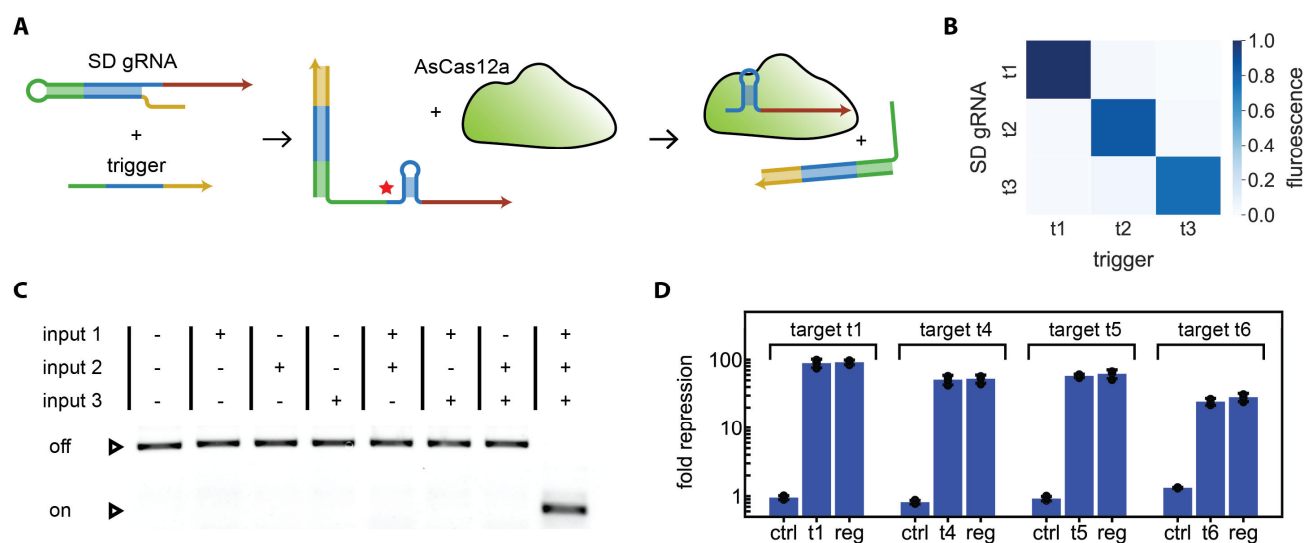 A
SD gRNA
+
trigger
+
AsCas12a
+
B
SD gRNA
t1
t2
t3
t1 t2 t3
trigger
1.0
0.8
0.6
0.4
0.2
0.0
fluroescence
C
input 1 - + - - + + - +
input 2 - - + - + - + +
input 3 - - - + - + + +
off
on
D
fold repression
100
10
1
target t1 target t4 target t5 target t6
ctrl t1 reg ctrl t4 reg ctrl t5 reg ctrl t6 reg